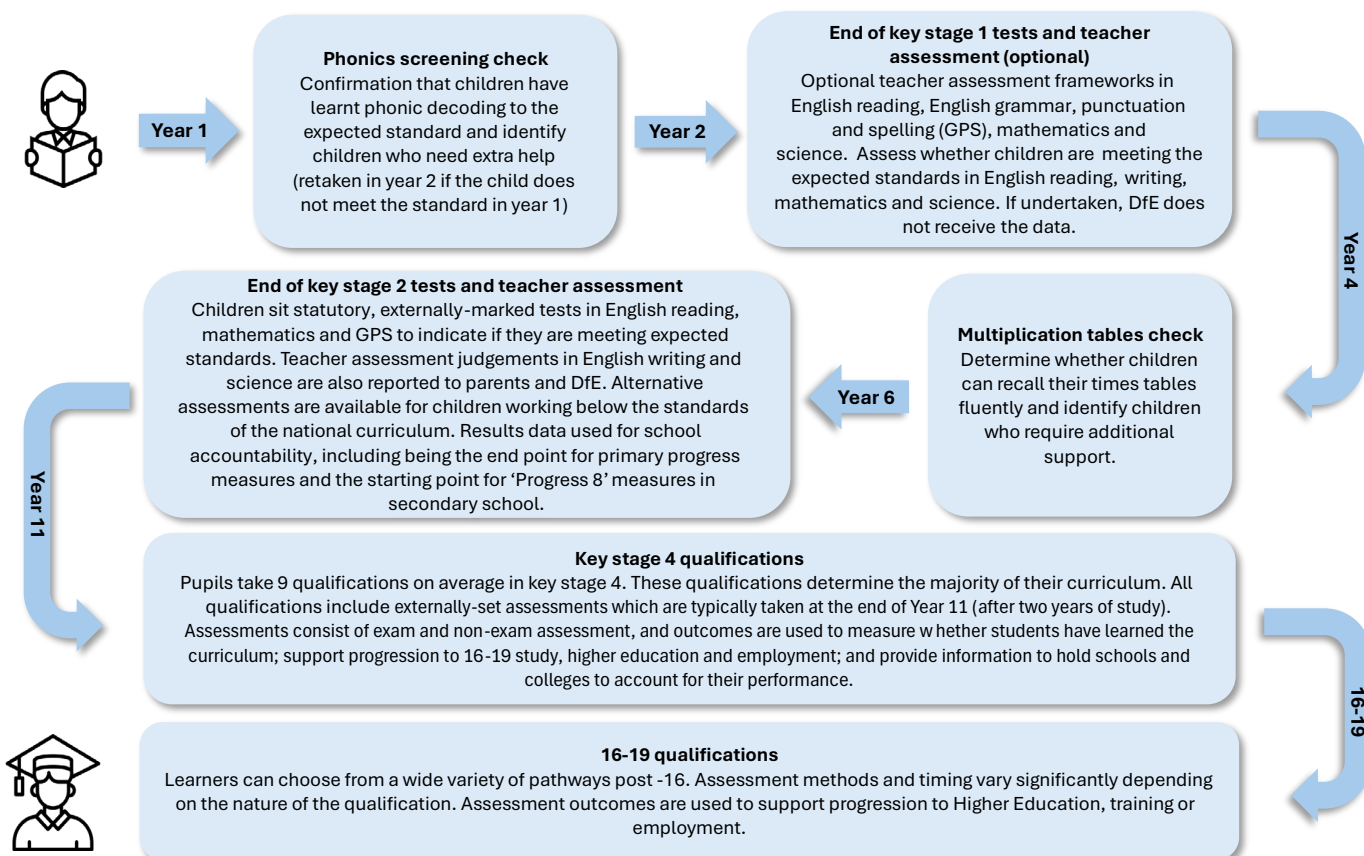 Year 1
Phonics screening check
Confirmation that children have
learnt phonic decoding to the
expected standard and identify
children who need extra help
(retaken in year 2 if the child does
not meet the standard in year 1)
Year 2
End of key stage 1 tests and teacher
assessment (optional)
Optional teacher assessment frameworks in
English reading, English grammar, punctuation
and spelling (GPS), mathematics and
science. Assess whether children are meeting the
expected standards in English reading, writing,
mathematics and science. If undertaken, DfE does
not receive the data.
Year 4
Multiplication tables check
Determine whether children
can recall their times tables
fluently and identify children
who require additional
support.
Year 6
End of key stage 2 tests and teacher assessment
Children sit statutory, externally-marked tests in English reading,
mathematics and GPS to indicate if they are meeting expected
standards. Teacher assessment judgements in English writing and
science are also reported to parents and DfE. Alternative
assessments are available for children working below the standards
of the national curriculum. Results data used for school
accountability, including being the end point for primary progress
measures and the starting point for ‘Progress 8’ measures in
secondary school.
Year 11
Key stage 4 qualifications
Pupils take 9 qualifications on average in key stage 4. These qualifications determine the majority of their curriculum. All
qualifications include externally-set assessments which are typically taken at the end of Year 11 (after two years of study).
Assessments consist of exam and non-exam assessment, and outcomes are used to measure whether students have learned the
curriculum; support progression to 16-19 study, higher education and employment; and provide information to hold schools and
colleges to account for their performance.
16-19
16-19 qualifications
Learners can choose from a wide variety of pathways post -16. Assessment methods and timing vary significantly depending
on the nature of the qualification. Assessment outcomes are used to support progression to Higher Education, training or
employment.